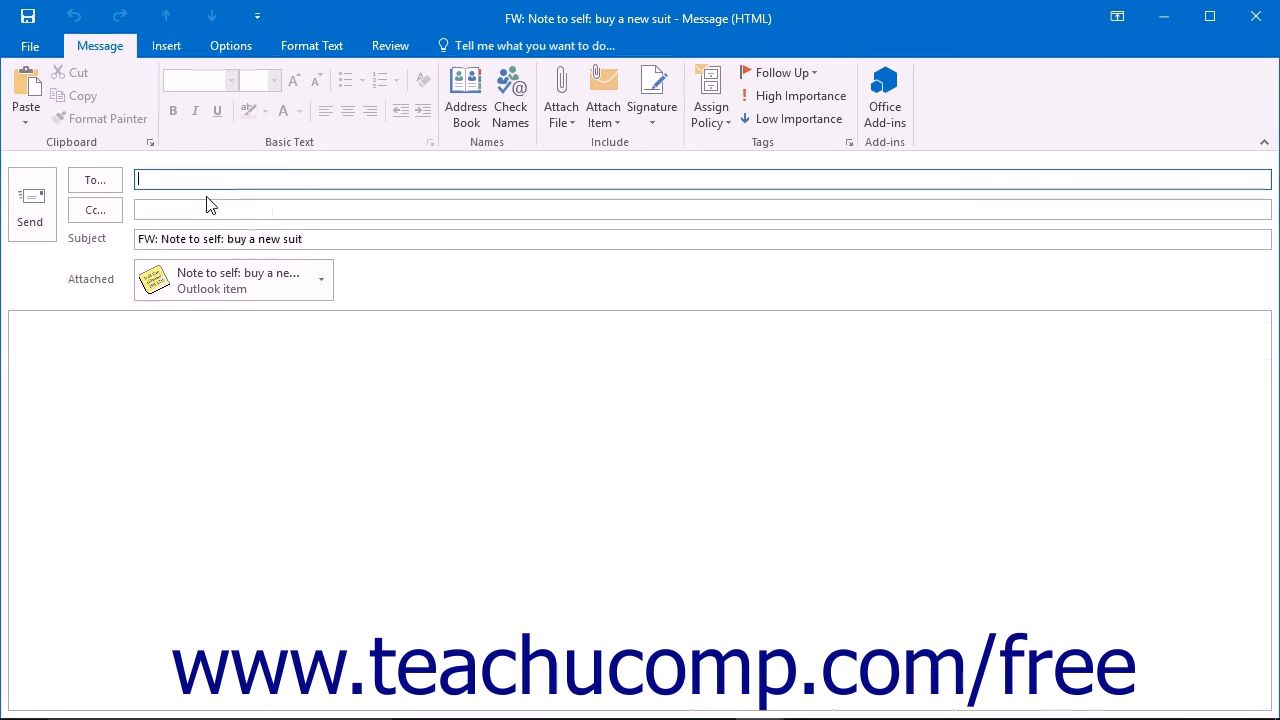 FW: Note to self: buy a new suit - Message (HTML)
File Message Insert Options Format Text Review Tell me what you want to do...
Paste
Cut
Copy
Format Painter
Clipboard
B I U A
Basic Text
Address Book
Check Names
Names
Attach File
Attach Item
Signature
Include
Assign Policy
Follow Up
High Importance
Low Importance
Tags
Office Add-ins
Add-ins
Send
To...
Cc...
Subject FW: Note to self: buy a new suit
Attached Note to self: buy a ne...
Outlook item
www.teachucomp.com/free